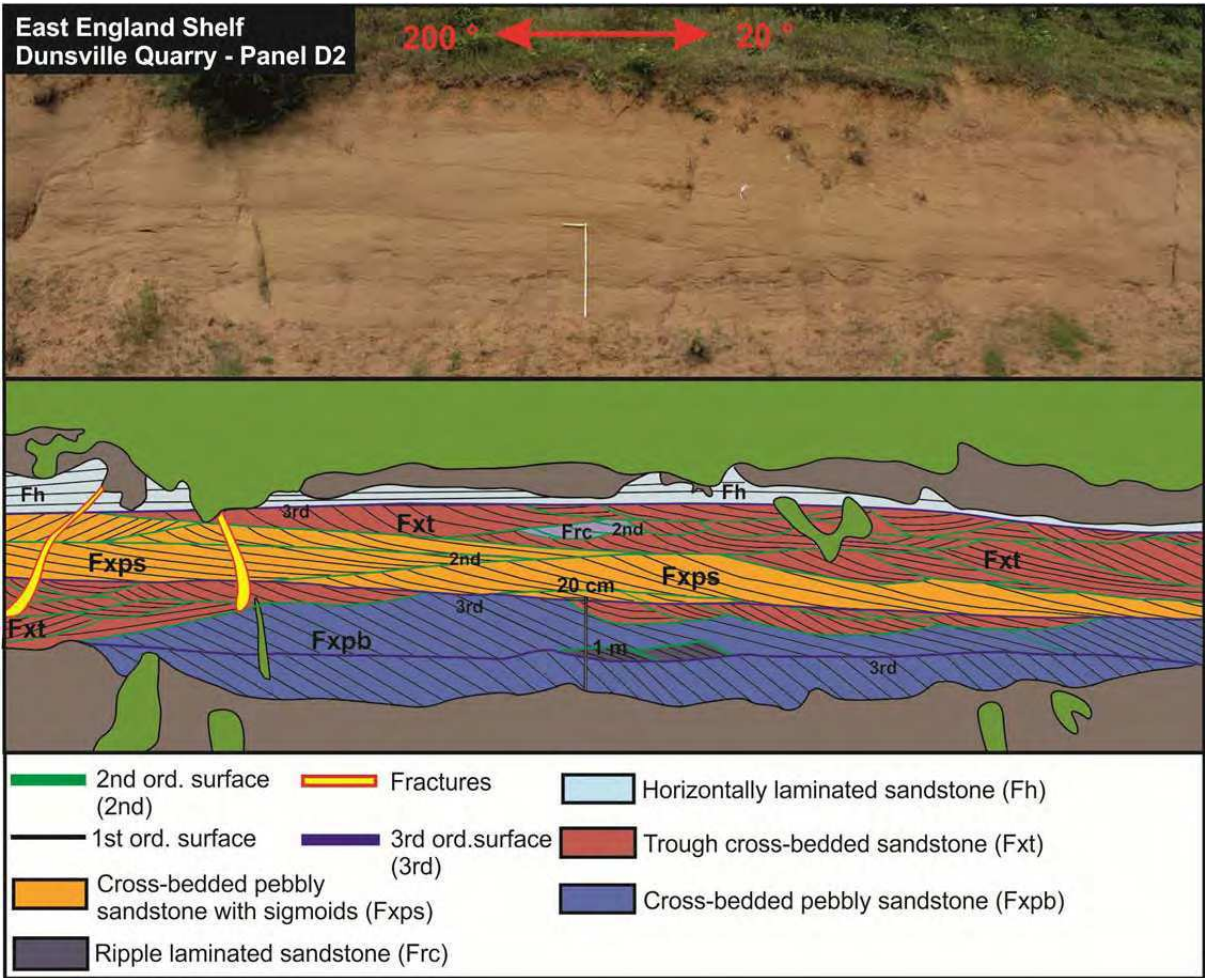 East England Shelf
Dunsville Quarry - Panel D2
200 ° 20 °
Fh
Fh
3rd
Fxt
Frc
2nd
Fxps
2nd
Fxps
Fxt
20 cm
3rd
Fxt
Fxpb
1 m
3rd
2nd ord. surface
(2nd)
Fractures
Horizontally laminated sandstone (Fh)
1st ord. surface
3rd ord.surface
(3rd)
Trough cross-bedded sandstone (Fxt)
Cross-bedded pebbly
sandstone with sigmoids (Fxps)
Cross-bedded pebbly sandstone (Fxpb)
Ripple laminated sandstone (Frc)